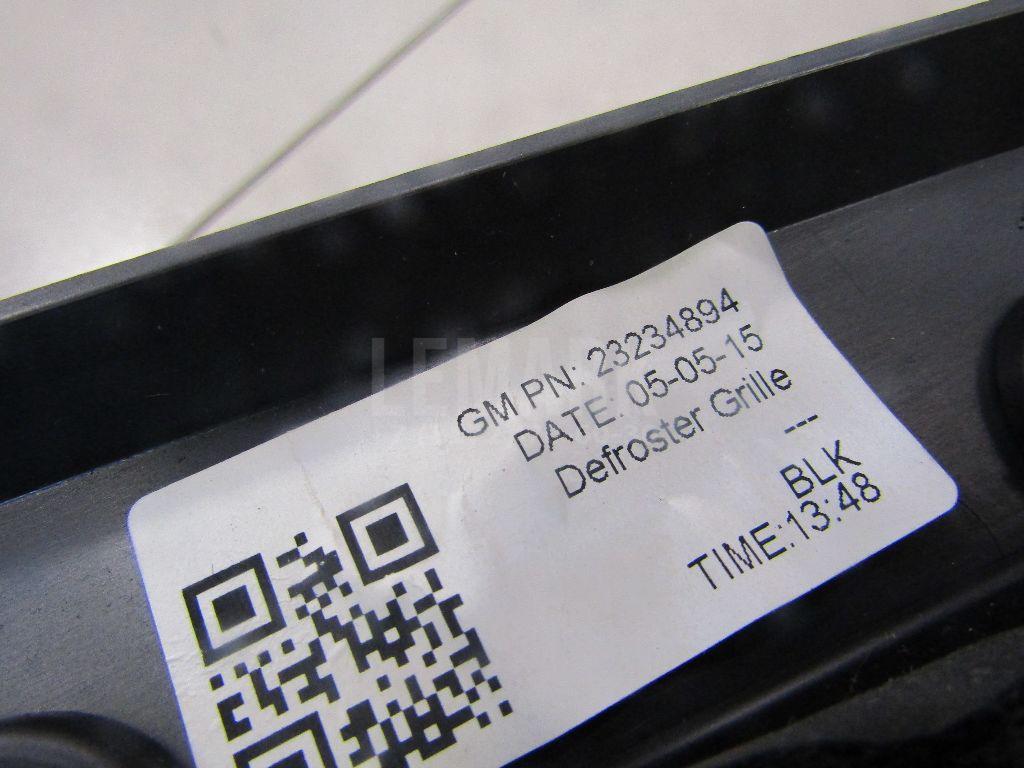 GM PN: 23234894
DATE: 05-05-15
Defroster Grille
---
BLK
TIME:13:48